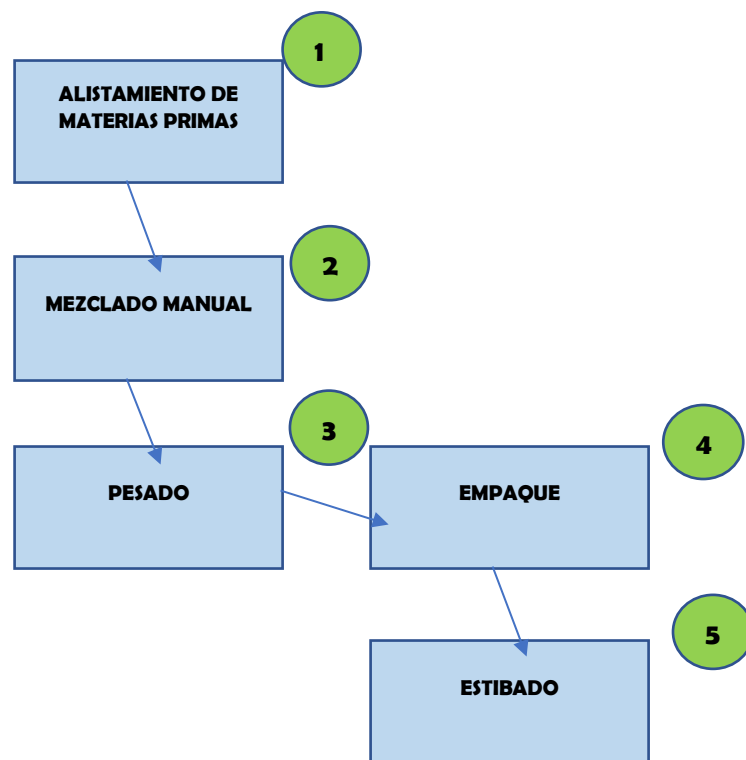 1
ALISTAMIENTO DE
MATERIAS PRIMAS
2
MEZCLADO MANUAL
3
PESADO
4
EMPAQUE
5
ESTIBADO